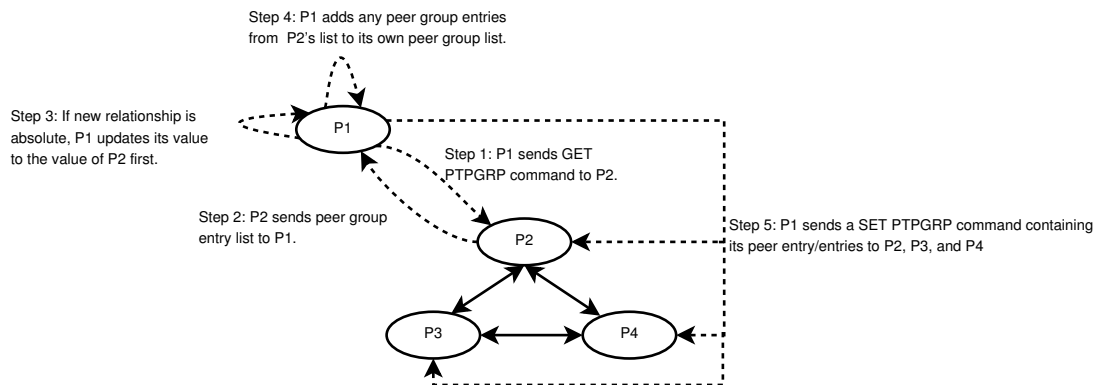 Step 4: P1 adds any peer group entries
from P2's list to its own peer group list.
Step 3: If new relationship is
absolute, P1 updates its value
to the value of P2 first.
P1
Step 1: P1 sends GET
PTPGRP command to P2.
Step 2: P2 sends peer group
entry list to P1.
P2
Step 5: P1 sends a SET PTPGRP command containing
its peer entry/entries to P2, P3, and P4
P3
P4